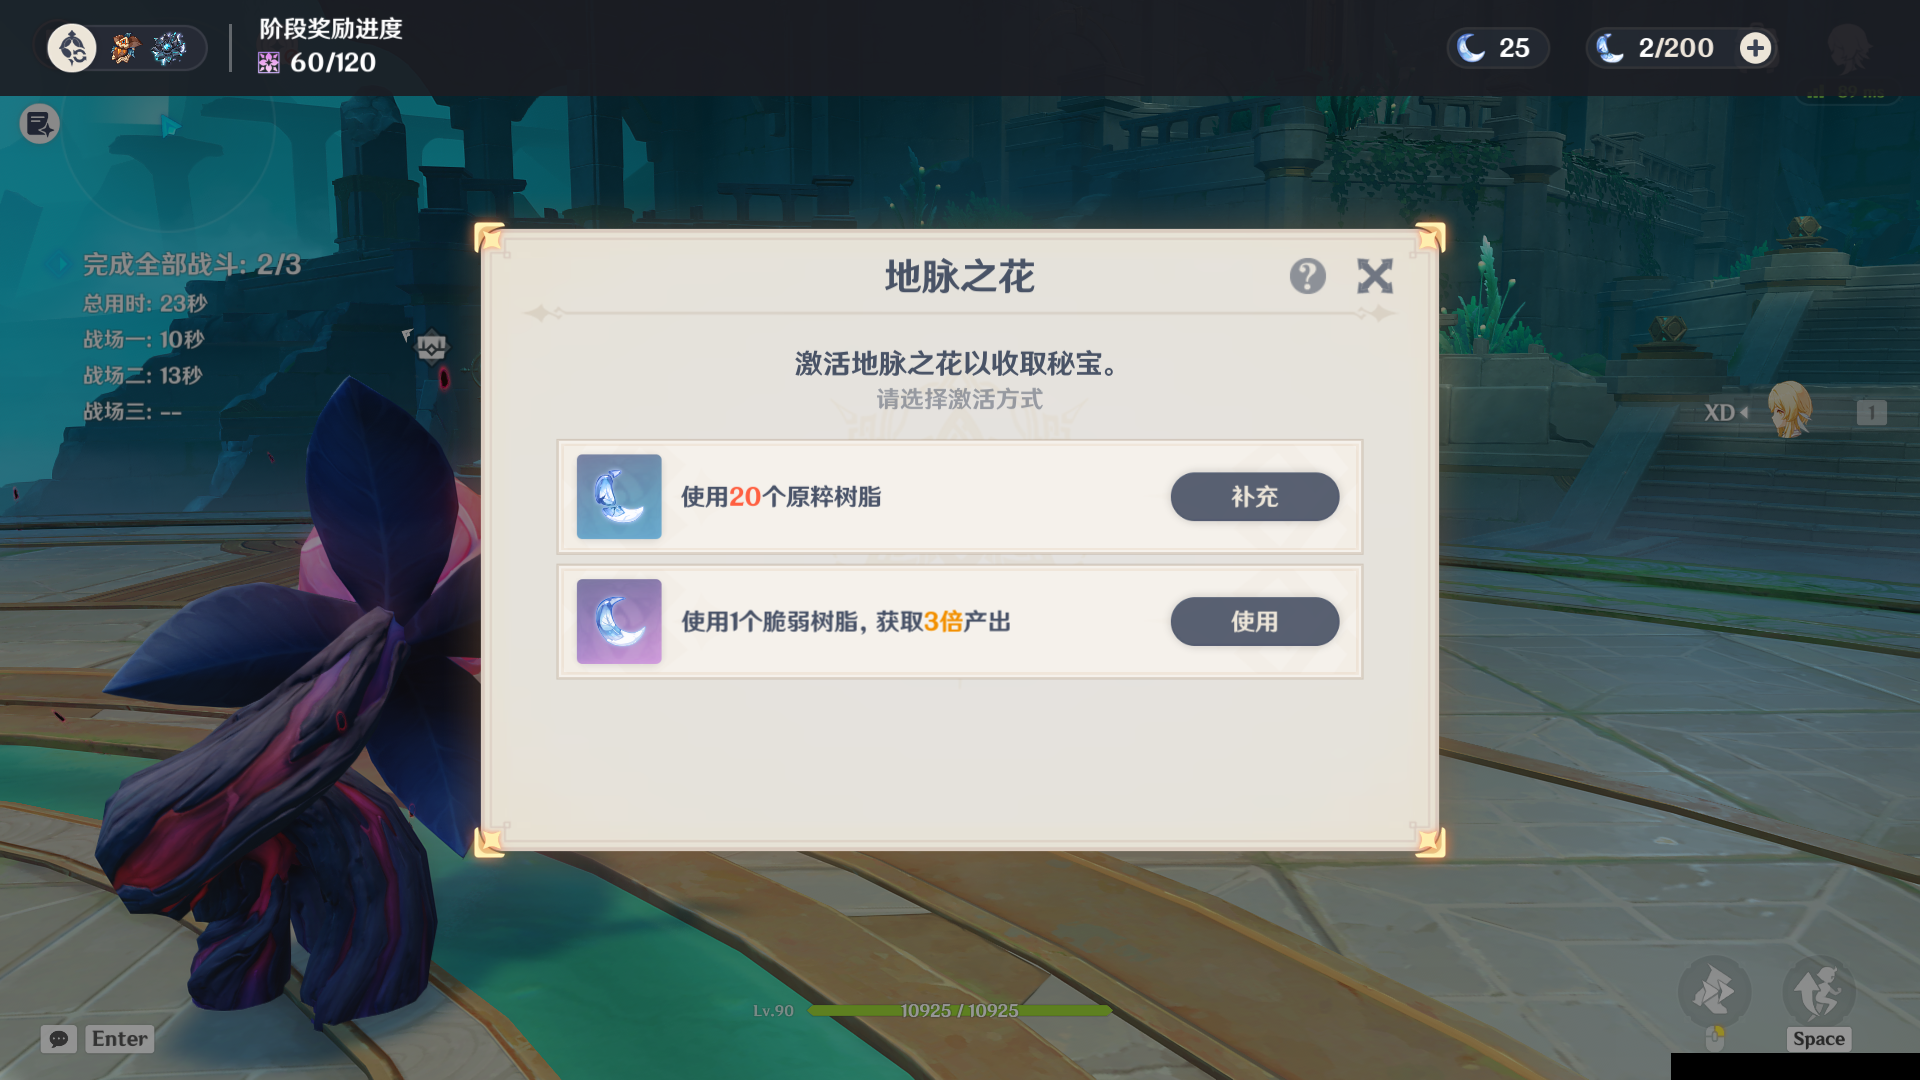 阶段奖励进度
60/120
25
2/200
89 ms
完成全部战斗: 2/3
总用时: 23秒
战场一: 10秒
战场二: 13秒
战场三: --
地脉之花
激活地脉之花以收取秘宝。
请选择激活方式
使用20个原粹树脂
补充
使用1个脆弱树脂，获取3倍产出
使用
XD
1
Lv.90
10925 / 10925
Enter
Space